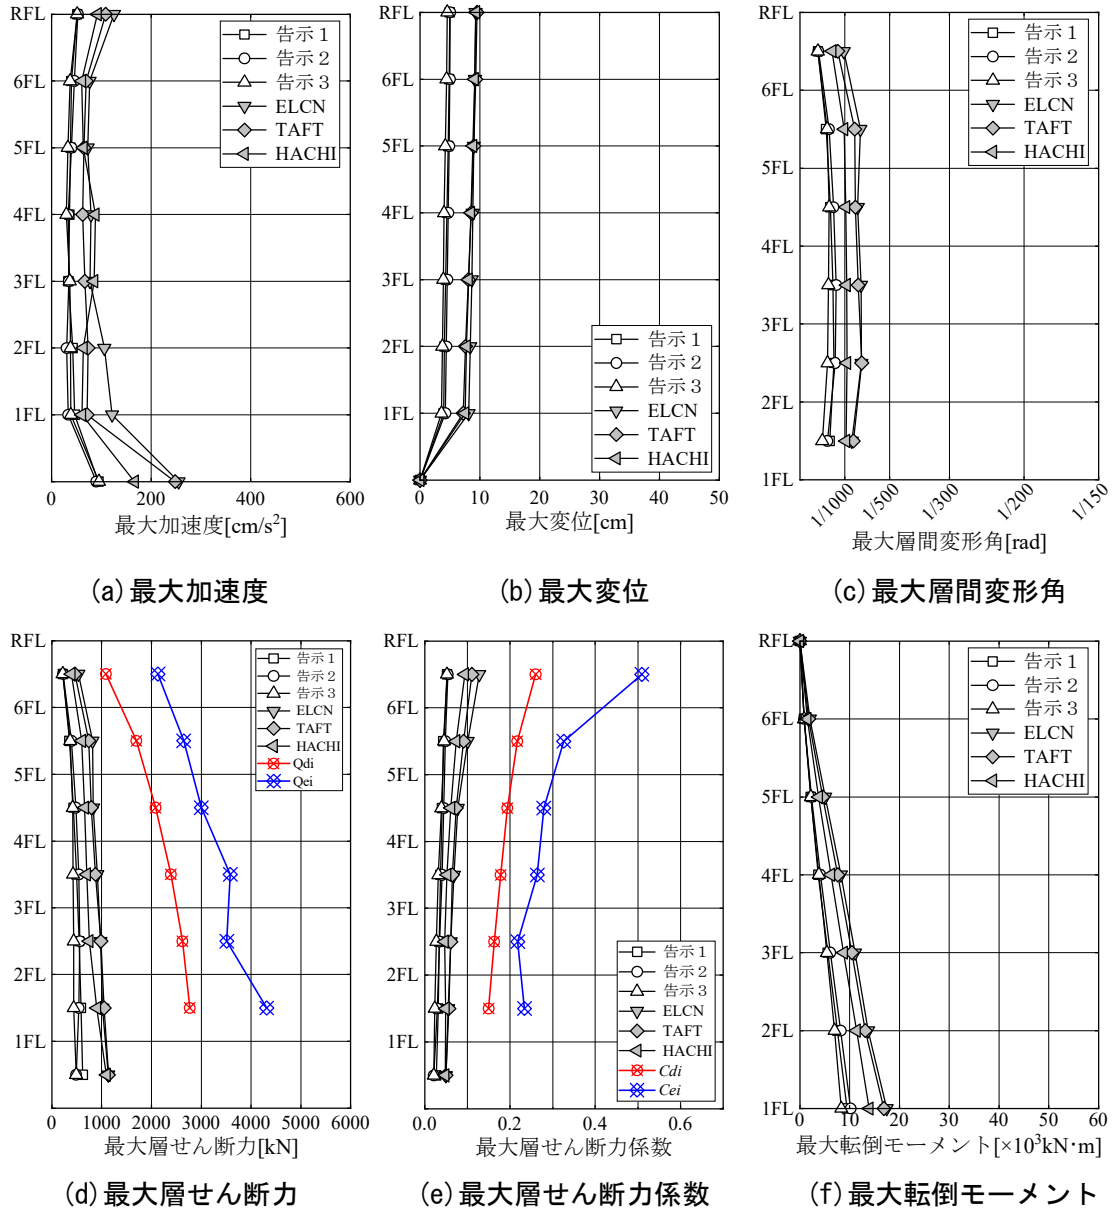 RFL
6FL
5FL
4FL
3FL
2FL
1FL
告示１
告示２
告示３
ELCN
TAFT
HACHI
0
200
400
600
最大加速度[cm/s²]
(a)最大加速度
RFL
6FL
5FL
4FL
3FL
2FL
1FL
告示１
告示２
告示３
ELCN
TAFT
HACHI
0
10
20
30
40
50
最大変位[cm]
(b)最大変位
RFL
6FL
5FL
4FL
3FL
2FL
1FL
告示１
告示２
告示３
ELCN
TAFT
HACHI
1/1000
1/500
1/300
1/200
1/150
最大層間変形角[rad]
(c)最大層間変形角
RFL
6FL
5FL
4FL
3FL
2FL
1FL
告示１
告示２
告示３
ELCN
TAFT
HACHI
Qdi
Qei
0
1000
2000
3000
4000
5000
6000
最大層せん断力[kN]
(d)最大層せん断力
RFL
6FL
5FL
4FL
3FL
2FL
1FL
告示１
告示２
告示３
ELCN
TAFT
HACHI
Cdi
Cei
0.0
0.2
0.4
0.6
最大層せん断力係数
(e)最大層せん断力係数
RFL
6FL
5FL
4FL
3FL
2FL
1FL
告示１
告示２
告示３
ELCN
TAFT
HACHI
0
10
20
30
40
50
60
最大転倒モーメント[×10³kN·m]
(f)最大転倒モーメント